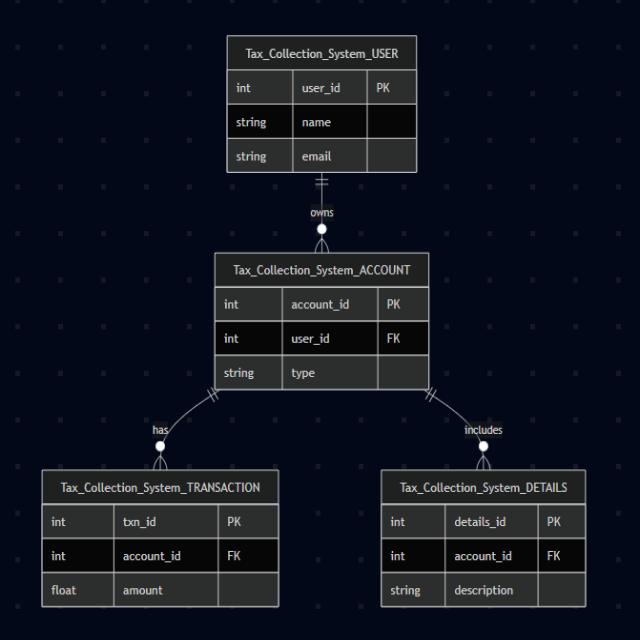 Tax_Collection_System_USER
int user_id PK
string name
string email
owns
Tax_Collection_System_ACCOUNT
int account_id PK
int user_id FK
string type
has
includes
Tax_Collection_System_TRANSACTION
int txn_id PK
int account_id FK
float amount
Tax_Collection_System_DETAILS
int details_id PK
int account_id FK
string description